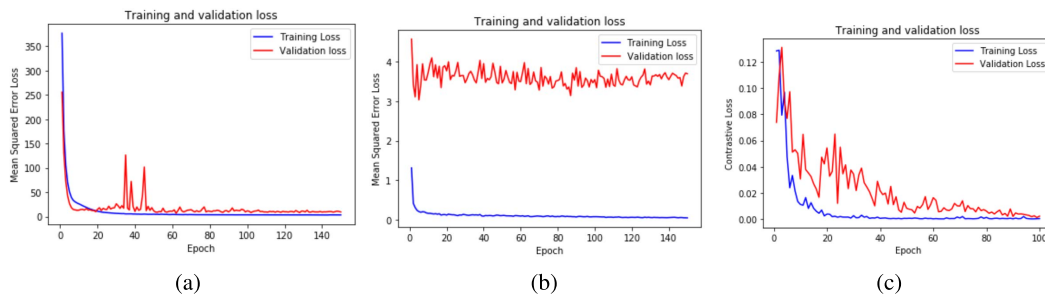 Training and validation loss
Training Loss
Validation loss
Mean Squared Error Loss
350
300
250
200
150
100
50
0
0 20 40 60 80 100 120 140
Epoch
(a)
Training and validation loss
Training Loss
Validation loss
Mean Squared Error Loss
4
3
2
1
0
0 20 40 60 80 100 120 140
Epoch
(b)
Training and validation loss
Training Loss
Validation Loss
Contrastive Loss
0.12
0.10
0.08
0.06
0.04
0.02
0.00
0 20 40 60 80 100
Epoch
(c)